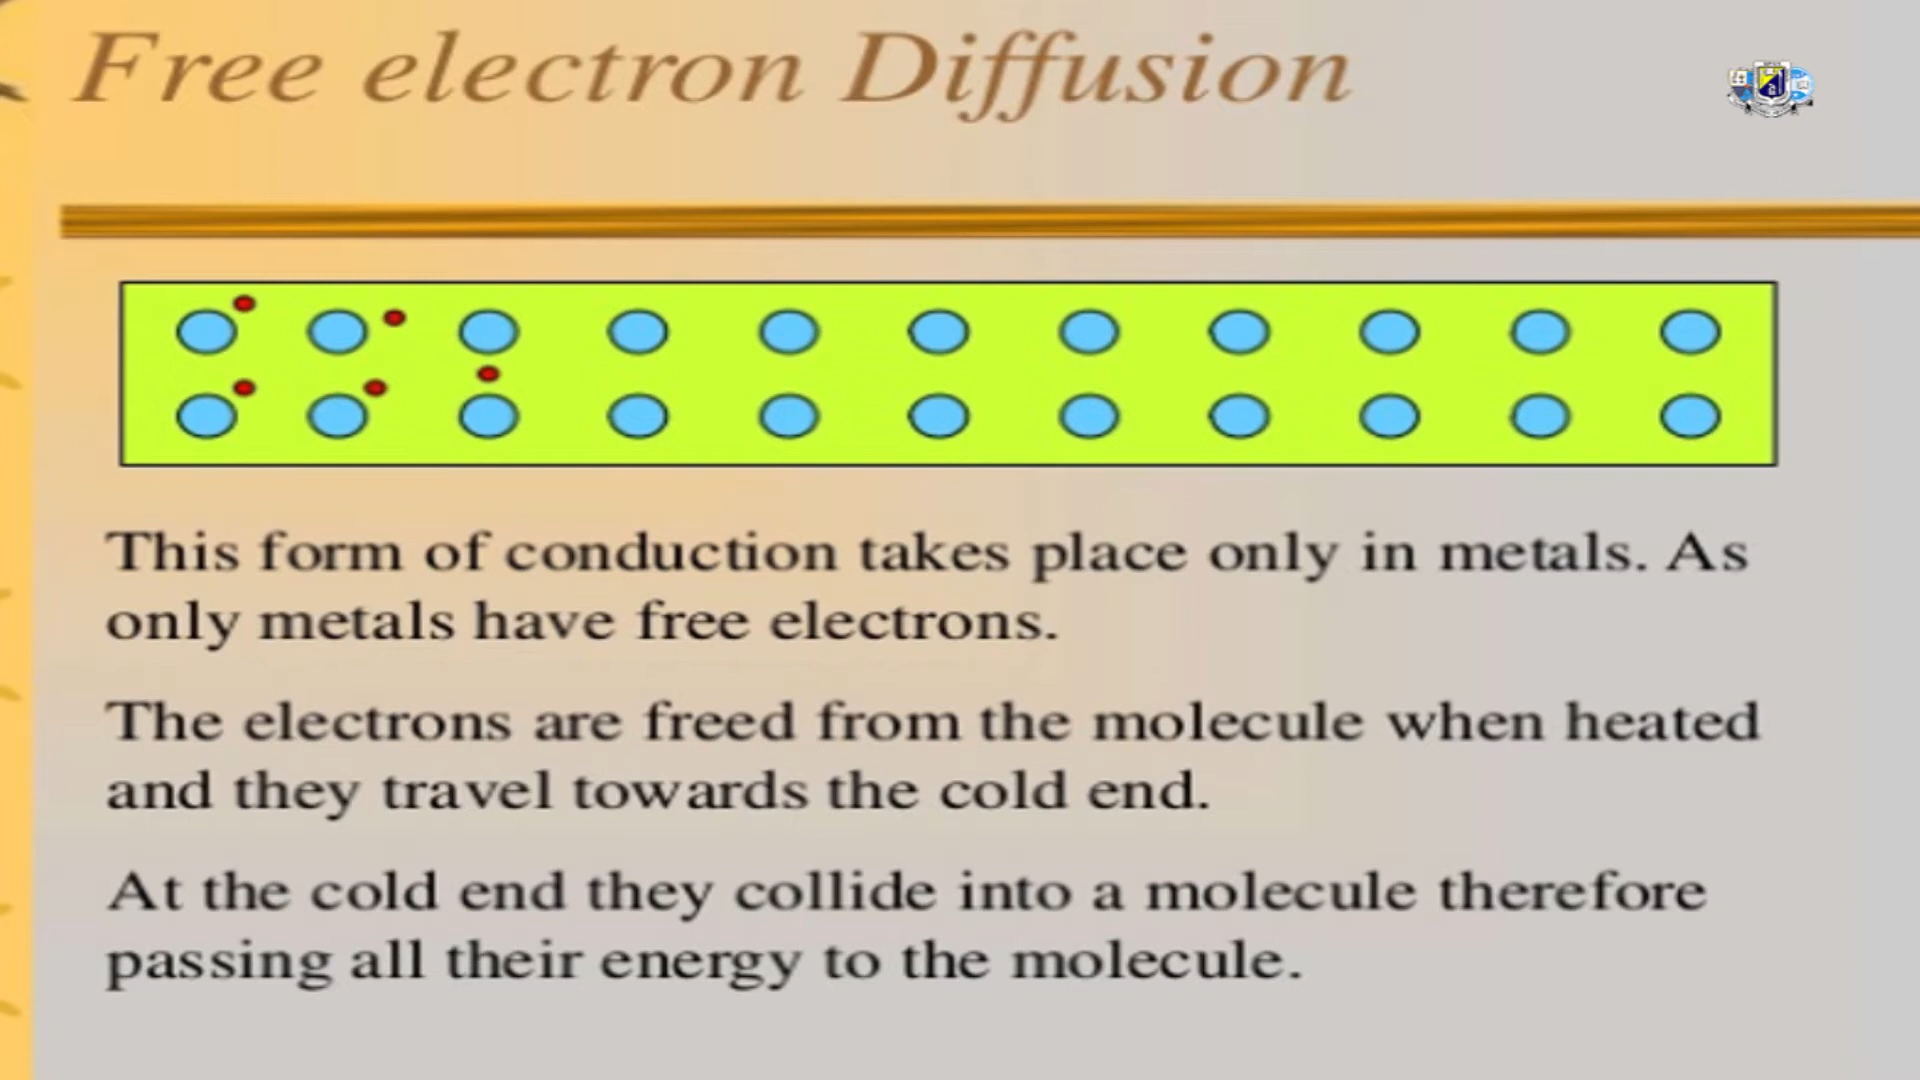 Free electron Diffusion
This form of conduction takes place only in metals. As
only metals have free electrons.
The electrons are freed from the molecule when heated
and they travel towards the cold end.
At the cold end they collide into a molecule therefore
passing all their energy to the molecule.